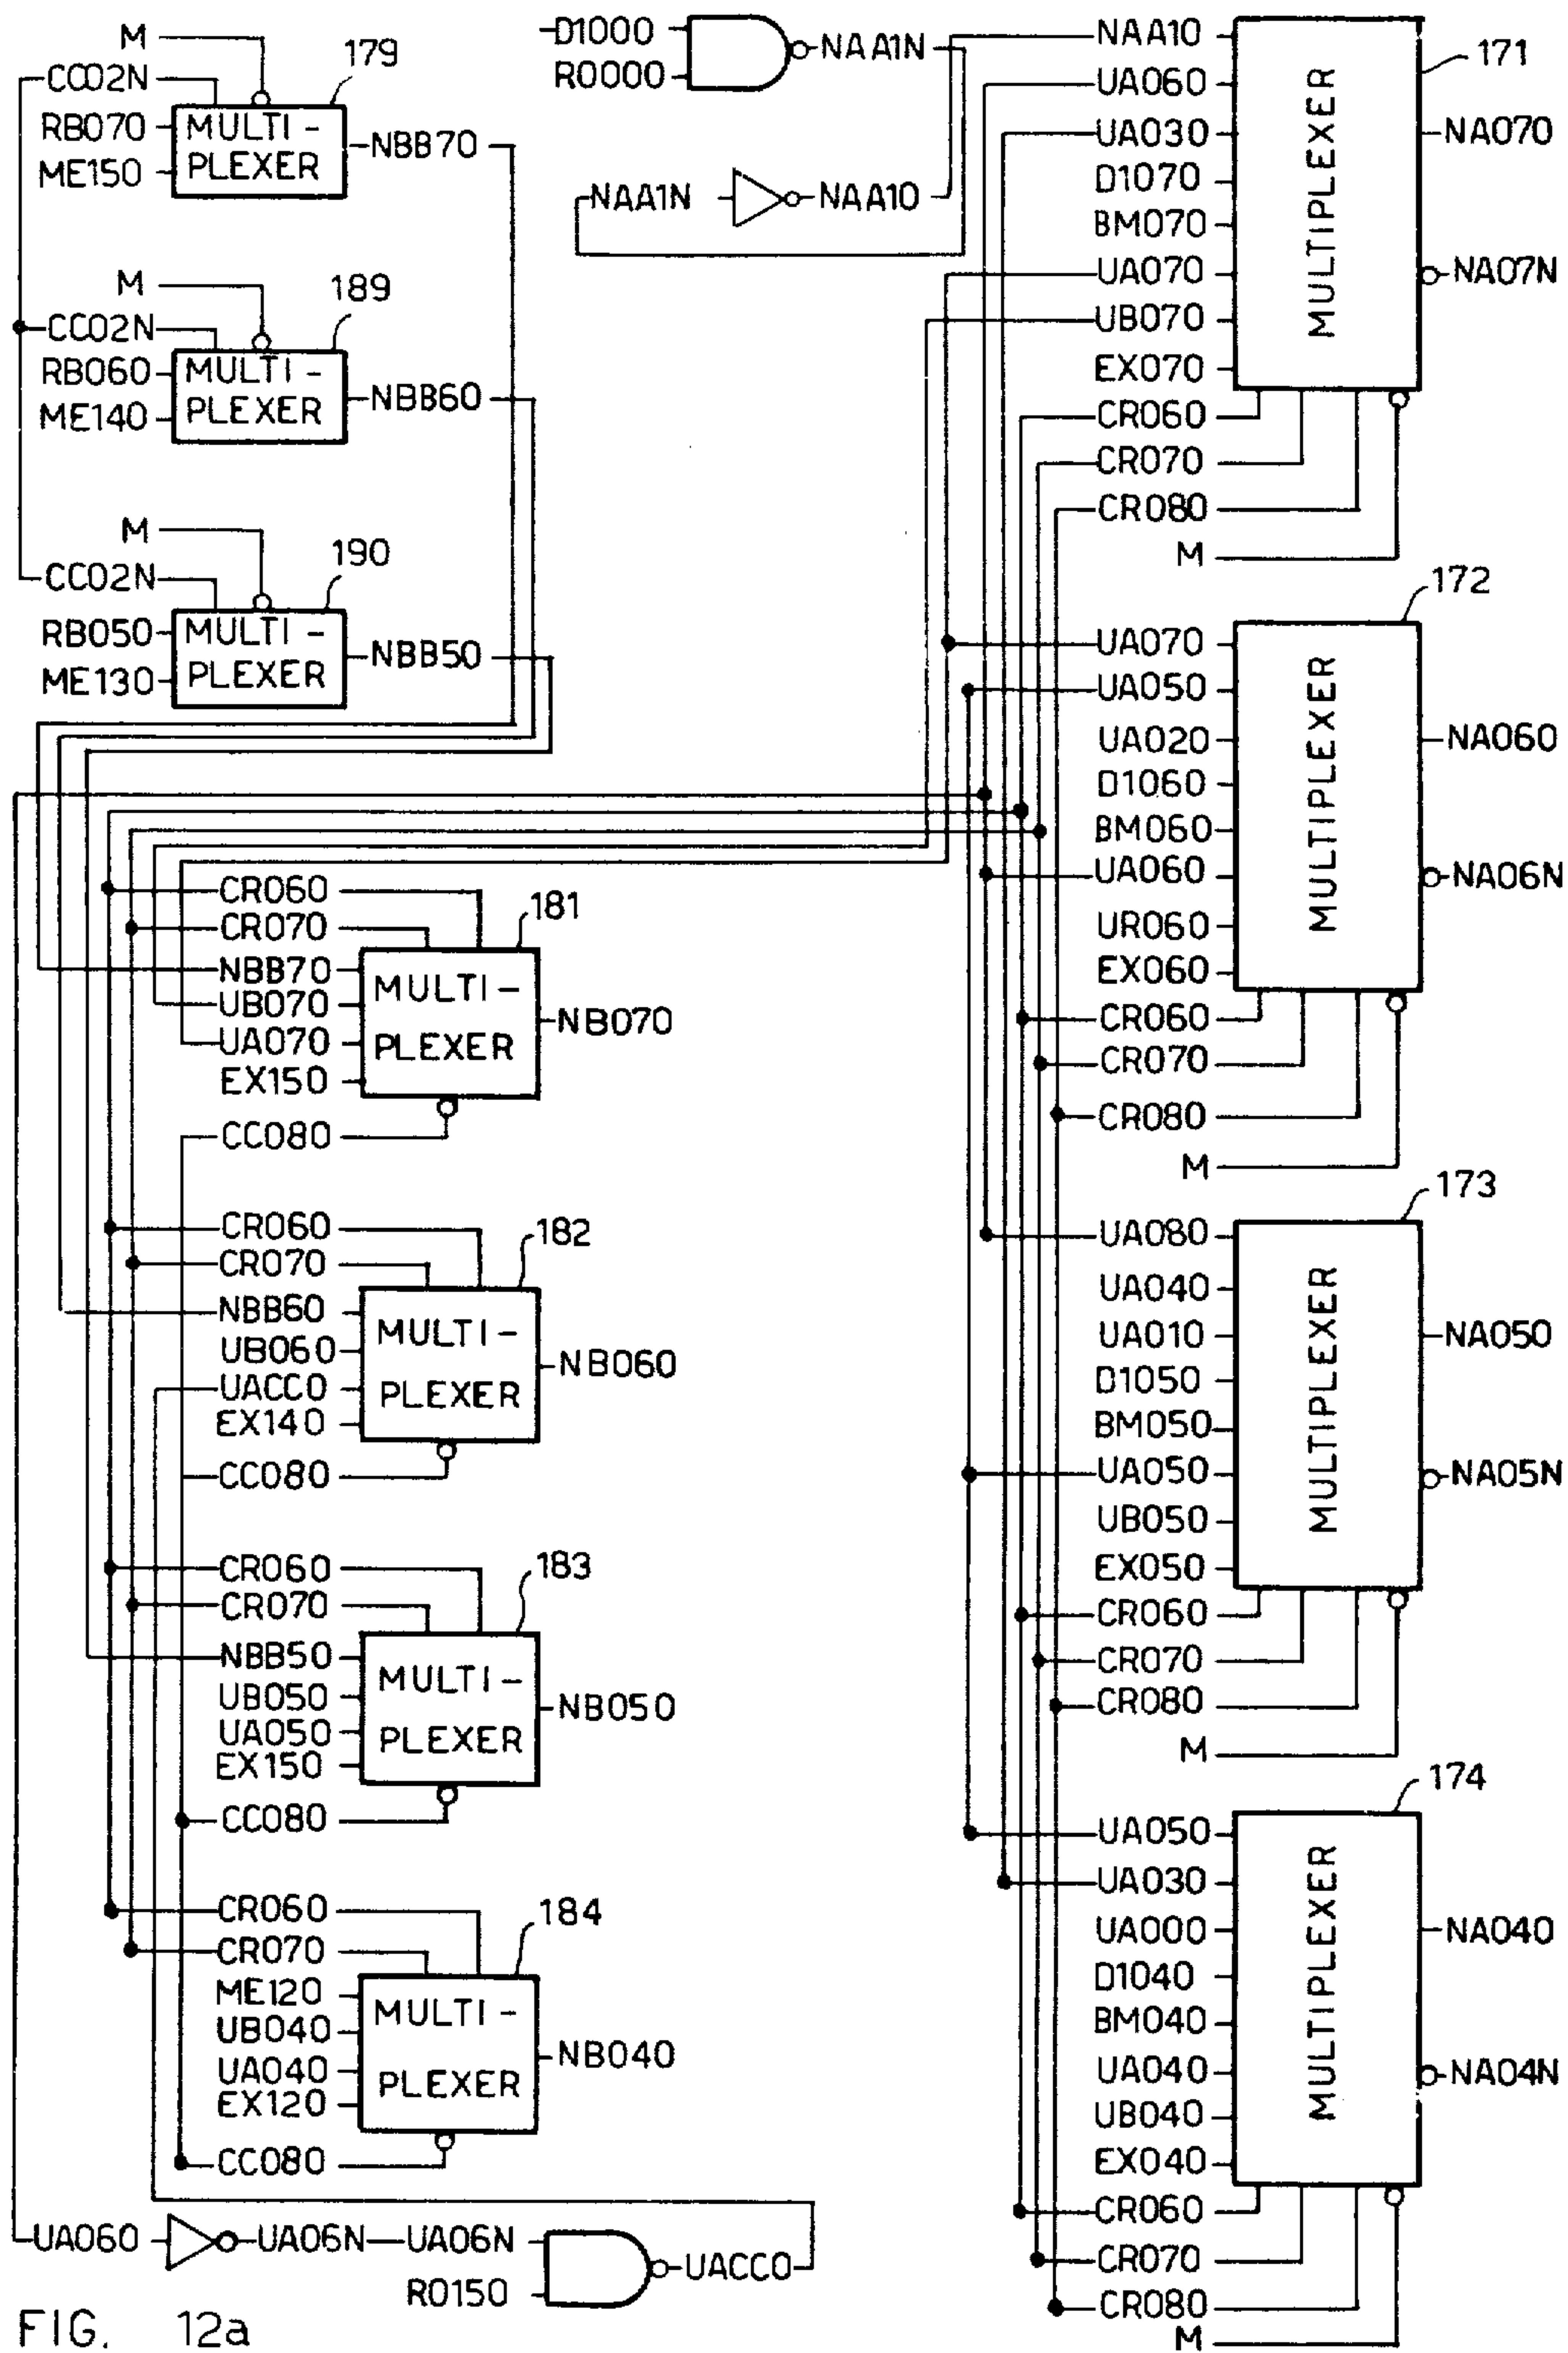 M
179
CC02N
RB070
ME150
MULTI-
PLEXER
NBB70
M
189
CC02N
RB060
ME140
MULTI-
PLEXER
NBB60
M
190
CC02N
RB050
ME130
MULTI-
PLEXER
NBB50
D1000
R0000
NAA1N
NAA1N
NAA10
NAA10
UA060
UA030
D1070
BM070
UA070
UB070
EX070
CR060
CR070
CR080
M
MULTIPLEXER
171
NA070
NA07N
UA070
UA050
UA020
D1060
BM060
UA060
UR060
EX060
CR060
CR070
CR080
M
MULTIPLEXER
172
NA060
NA06N
UA080
UA040
UA010
D1050
BM050
UA050
UB050
EX050
CR060
CR070
CR080
M
MULTIPLEXER
173
NA050
NA05N
UA050
UA030
UA000
D1040
BM040
UA040
UB040
EX040
CR060
CR070
CR080
M
MULTIPLEXER
174
NA040
NA04N
CR060
CR070
NBB70
UB070
UA070
EX150
CC080
181
MULTI-
PLEXER
NB070
CR060
CR070
NBB60
UB060
UACC0
EX140
CC080
182
MULTI-
PLEXER
NB060
CR060
CR070
NBB50
UB050
UA050
EX150
CC080
183
MULTI-
PLEXER
NB050
CR060
CR070
ME120
UB040
UA040
EX120
CC080
184
MULTI-
PLEXER
NB040
UA060
UA06N
UA06N
R0150
UACC0
FIG. 12a